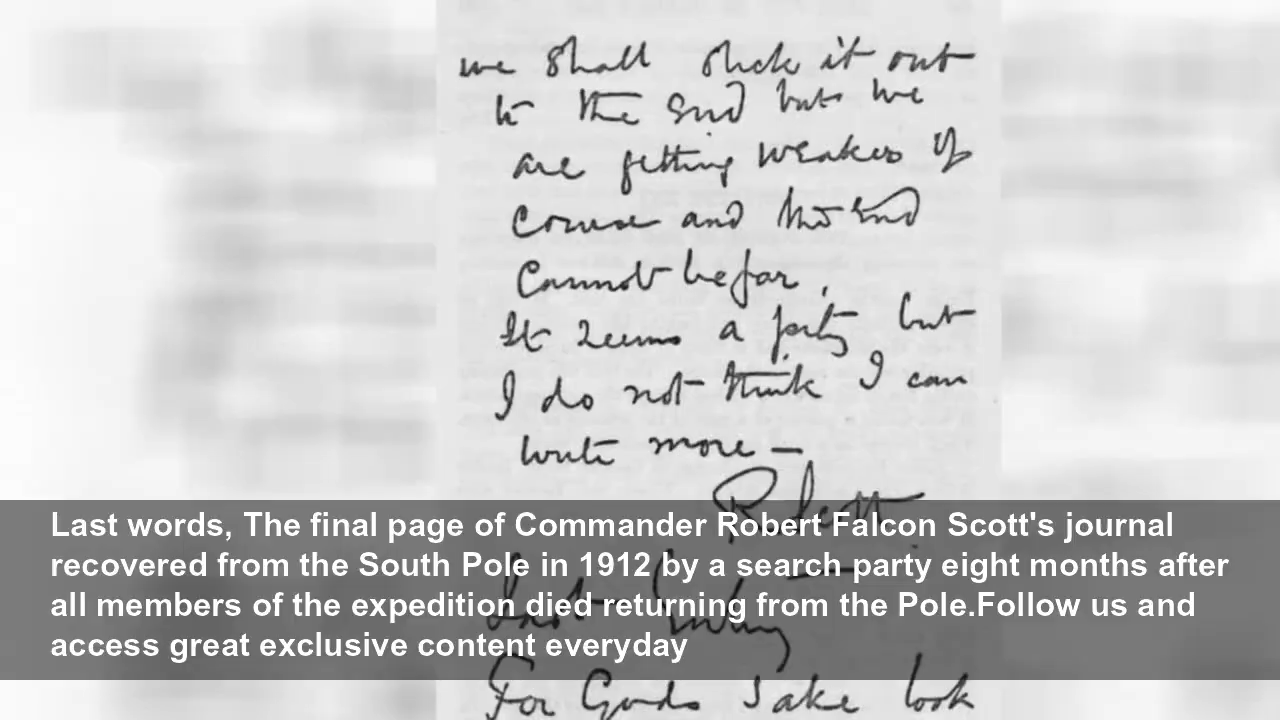 we shall stick it out
to the end but we
are getting weaker of
course and the end
cannot be far.
It seems a pity but
I do not think I can
write more —
R. Scott
Last words, The final page of Commander Robert Falcon Scott's journal
recovered from the South Pole in 1912 by a search party eight months after
all members of the expedition died returning from the Pole.Follow us and
access great exclusive content everyday
Last Entry
For Gods sake look